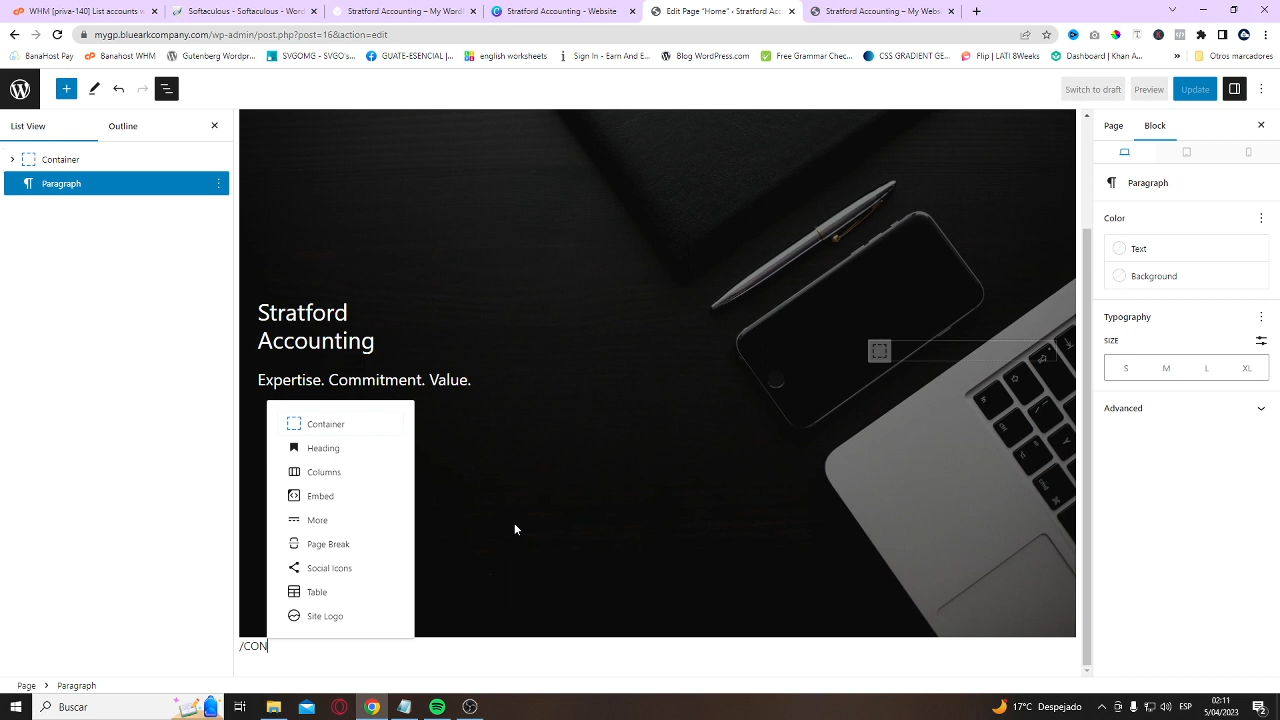 WHM [priva-140] List accounts w
Softaculous - Softaculous - Word
Stratford Accounting – My Word
Stratford Accounting - Website
Edit Page "Home" ‹ Stratford Acc
Stratford Accounting – My Webs
mygp.bluearkcompany.com/wp-admin/post.php?post=16&action=edit
BanaHost Pay
Banahost WHM
Gutenberg Wordpr...
SVGOMG - SVGO's...
GUATE-ESENCIAL |...
english worksheets
Sign In - Earn And E...
Blog WordPress.com
Free Grammar Chec...
CSS GRADIENT GE...
Flip | LATI 8Weeks
Dashboard | Khan A...
Otros marcadores
Switch to draft
Preview
Update
List View
Outline
Page
Block
Container
Paragraph
Paragraph
Color
Text
Background
Typography
SIZE
S M L XL
Advanced
Stratford
Accounting
Expertise. Commitment. Value.
Container
Heading
Columns
Embed
More
Page Break
Social Icons
Table
Site Logo
/CON
Page
Paragraph
Buscar
17°C Despejado
ESP
02:11
5/04/2023